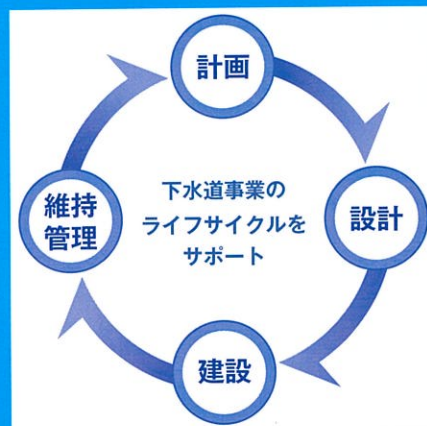 計画
設計
建設
維持
管理
下水道事業の
ライフサイクルを
サポート